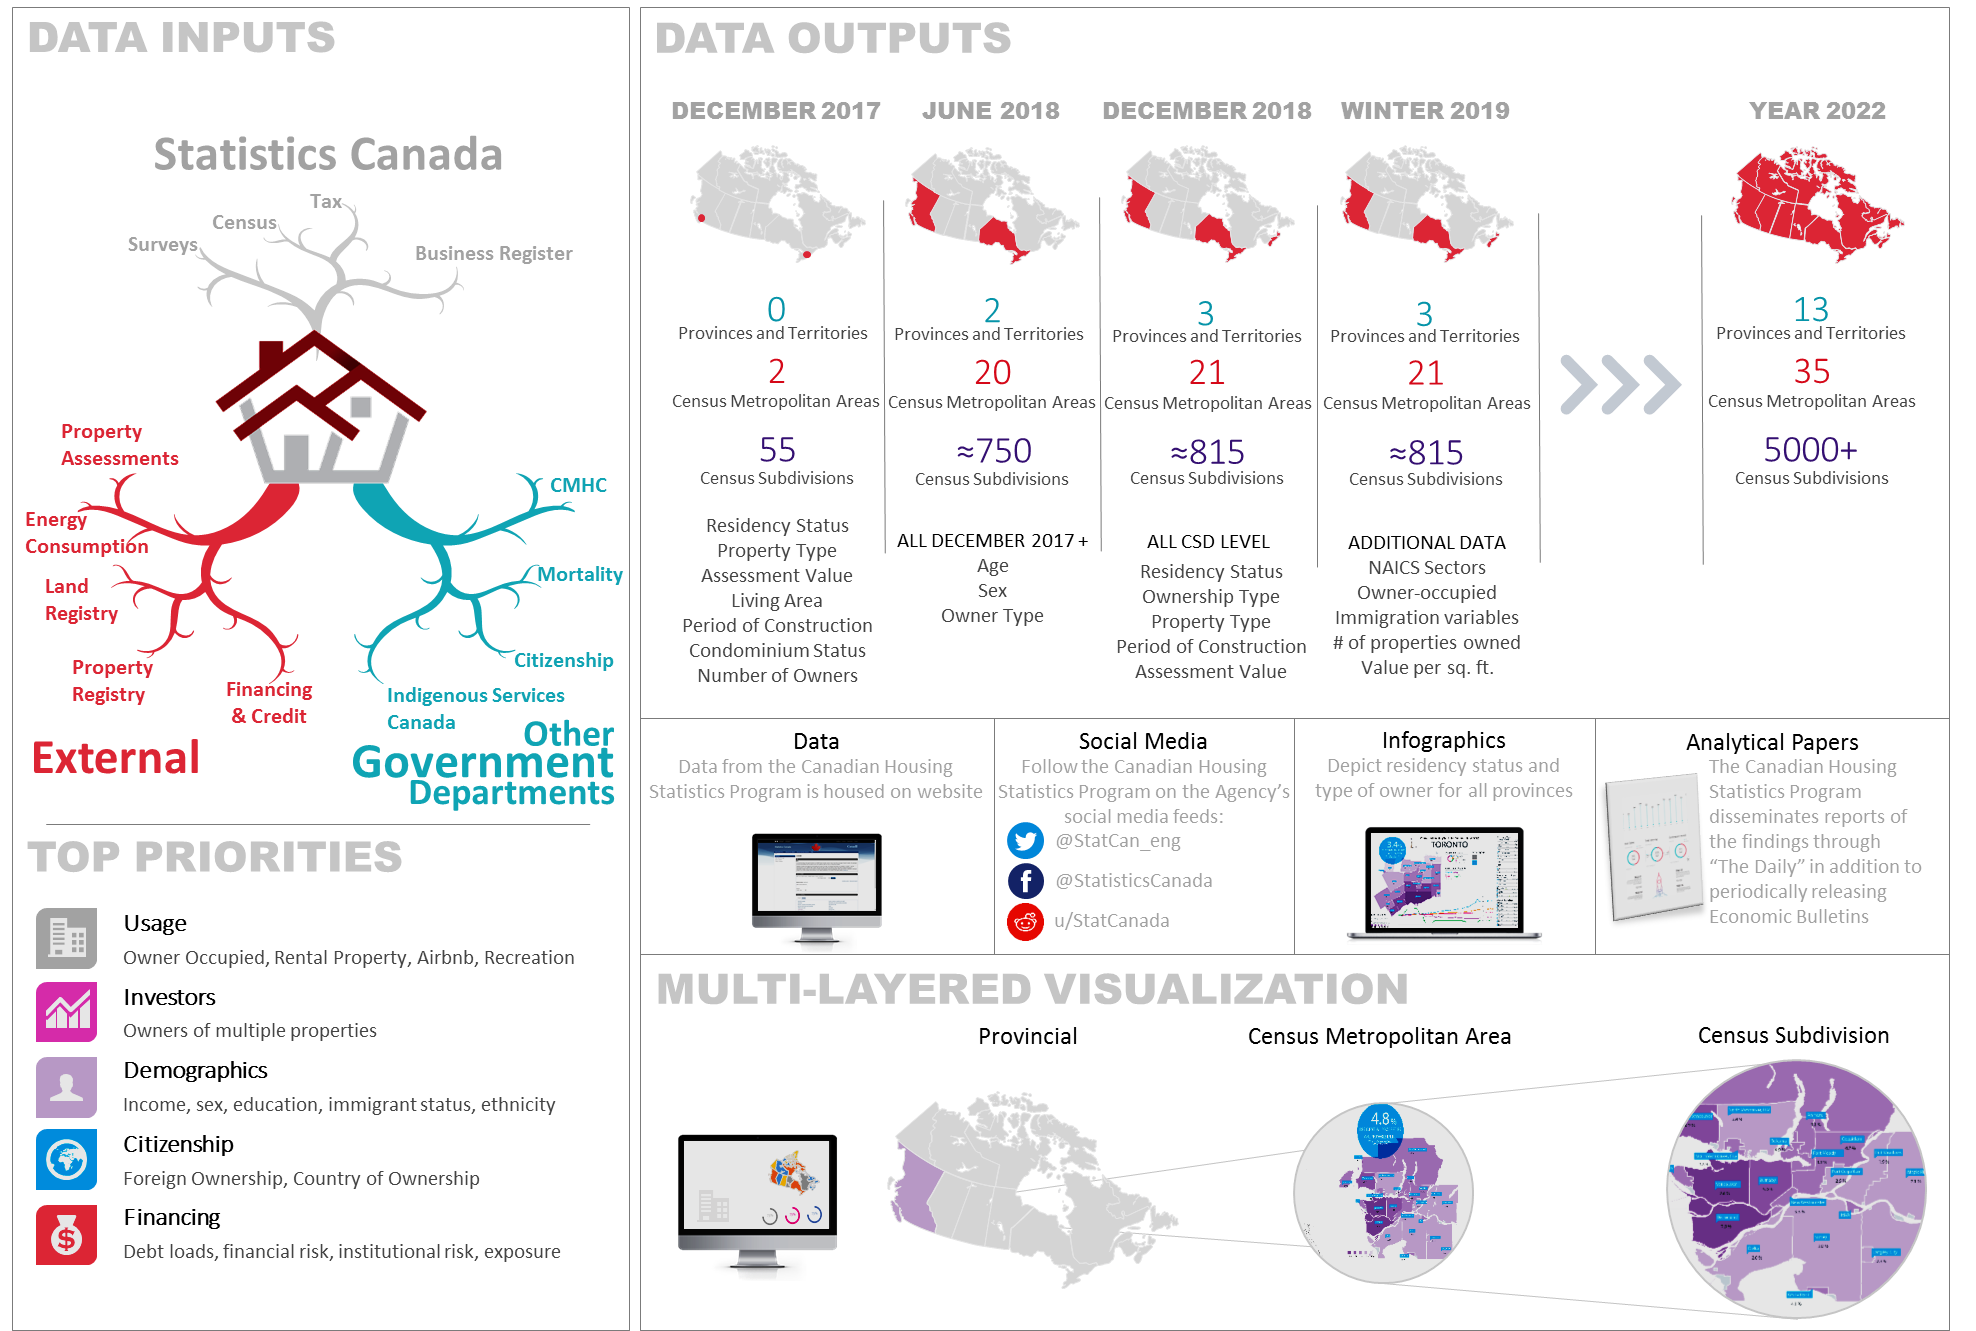 DATA INPUTS
Statistics Canada
Tax
Census
Surveys
Business Register
Property
Assessments
Energy
Consumption
Land
Registry
Property
Registry
Financing
& Credit
External
CMHC
Mortality
Citizenship
Indigenous Services
Canada
Other
Government
Departments
TOP PRIORITIES
Usage
Owner Occupied, Rental Property, Airbnb, Recreation
Investors
Owners of multiple properties
Demographics
Income, sex, education, immigrant status, ethnicity
Citizenship
Foreign Ownership, Country of Ownership
Financing
Debt loads, financial risk, institutional risk, exposure
DATA OUTPUTS
DECEMBER 2017
0
Provinces and Territories
2
Census Metropolitan Areas
55
Census Subdivisions
Residency Status
Property Type
Assessment Value
Living Area
Period of Construction
Condominium Status
Number of Owners
JUNE 2018
2
Provinces and Territories
20
Census Metropolitan Areas
≈750
Census Subdivisions
ALL DECEMBER 2017 +
Age
Sex
Owner Type
DECEMBER 2018
3
Provinces and Territories
21
Census Metropolitan Areas
≈815
Census Subdivisions
ALL CSD LEVEL
Residency Status
Ownership Type
Property Type
Period of Construction
Assessment Value
WINTER 2019
3
Provinces and Territories
21
Census Metropolitan Areas
≈815
Census Subdivisions
ADDITIONAL DATA
NAICS Sectors
Owner-occupied
Immigration variables
# of properties owned
Value per sq. ft.
YEAR 2022
13
Provinces and Territories
35
Census Metropolitan Areas
5000+
Census Subdivisions
Data
Data from the Canadian Housing
Statistics Program is housed on website
Social Media
Follow the Canadian Housing
Statistics Program on the Agency's
social media feeds:
@StatCan_eng
@StatisticsCanada
u/StatCanada
Infographics
Depict residency status and
type of owner for all provinces
3.4%
TORONTO
Analytical Papers
The Canadian Housing
Statistics Program
disseminates reports of
the findings through
“The Daily” in addition to
periodically releasing
Economic Bulletins
MULTI-LAYERED VISUALIZATION
Provincial
Census Metropolitan Area
4.8%
Census Subdivision